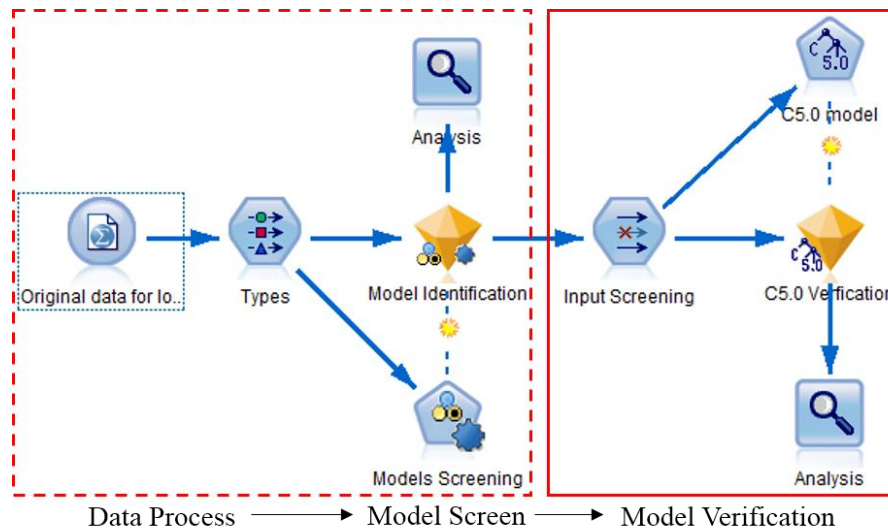 C 5.0
C5.0 model
Analysis
Original data for lo..
Types
Model Identification
Input Screening
C 5.0
C5.0 Verfication
Models Screening
Analysis
Data Process
Model Screen
Model Verification